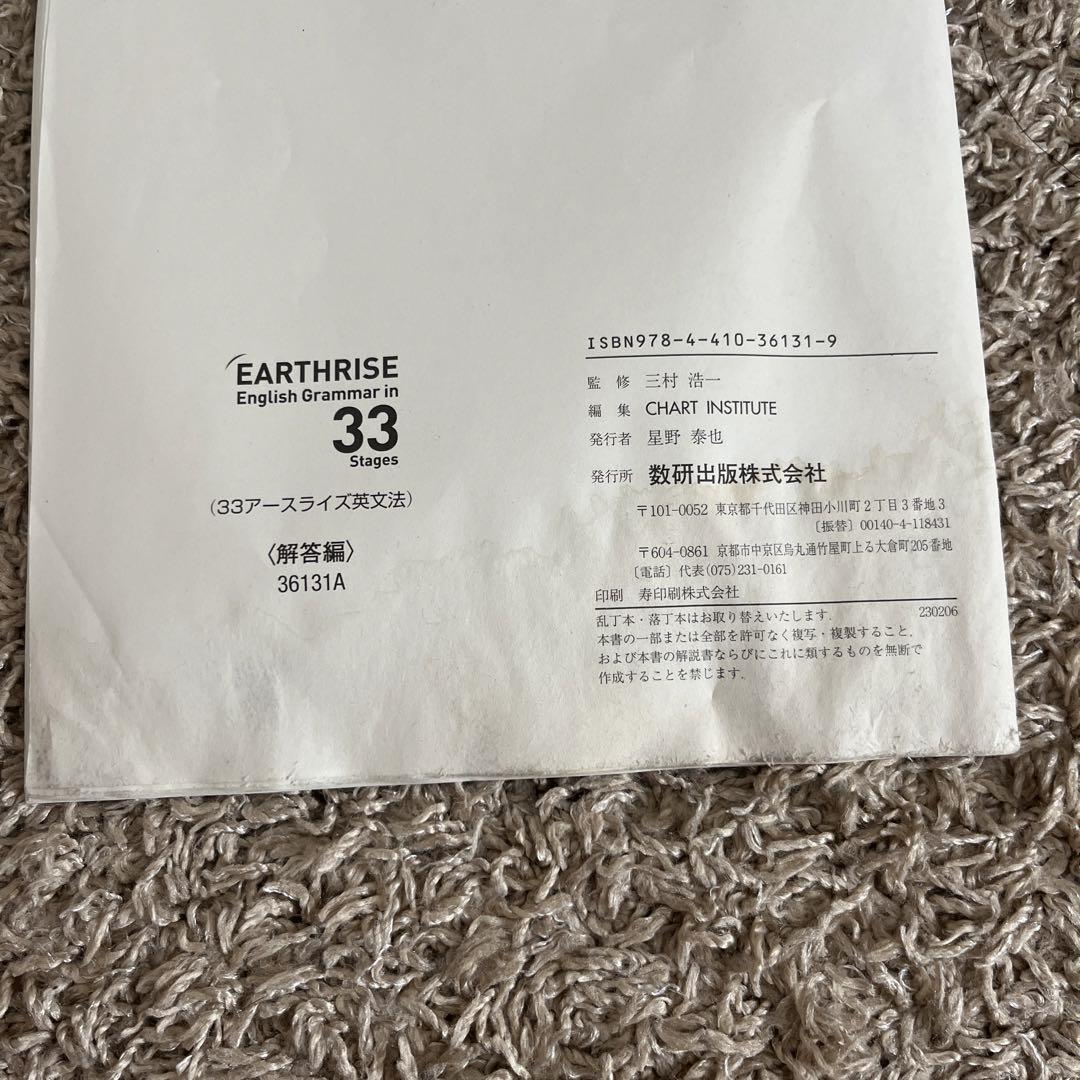 EARTHRISE
English Grammar in
33
Stages
(33アースライズ英文法)
〈解答編〉
36131A
ISBN978-4-410-36131-9
監 修 三村 浩一
編 集 CHART INSTITUTE
発行者 星野 泰也
発行所 数研出版株式会社
〒101-0052 東京都千代田区神田小川町2丁目3番地3
〔振替〕00140-4-118431
〒604-0861 京都市中京区烏丸通竹屋町上る大倉町205番地
〔電話〕代表(075)231-0161
印刷 寿印刷株式会社
乱丁本・落丁本はお取り替えいたします. 230206
本書の一部または全部を許可なく複写・複製すること,
および本書の解説書ならびにこれに類するものを無断で
作成することを禁じます.